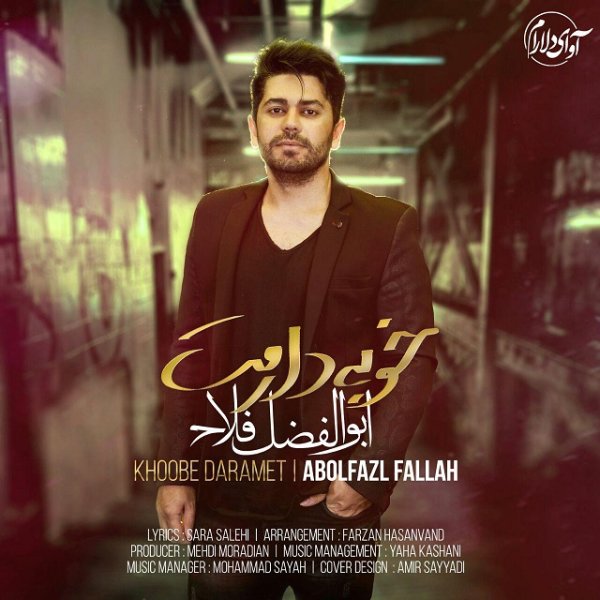 آوای دلارام
خوبه دارمت
ابوالفضل فلاح
KHOOBE DARAMET | ABOLFAZL FALLAH
LYRICS : SARA SALEHI | ARRANGEMENT : FARZAN HASANVAND
PRODUCER : MEHDI MORADIAN | MUSIC MANAGEMENT : YAHA KASHANI
MUSIC MANAGER : MOHAMMAD SAYAH | COVER DESIGN : AMIR SAYYADI